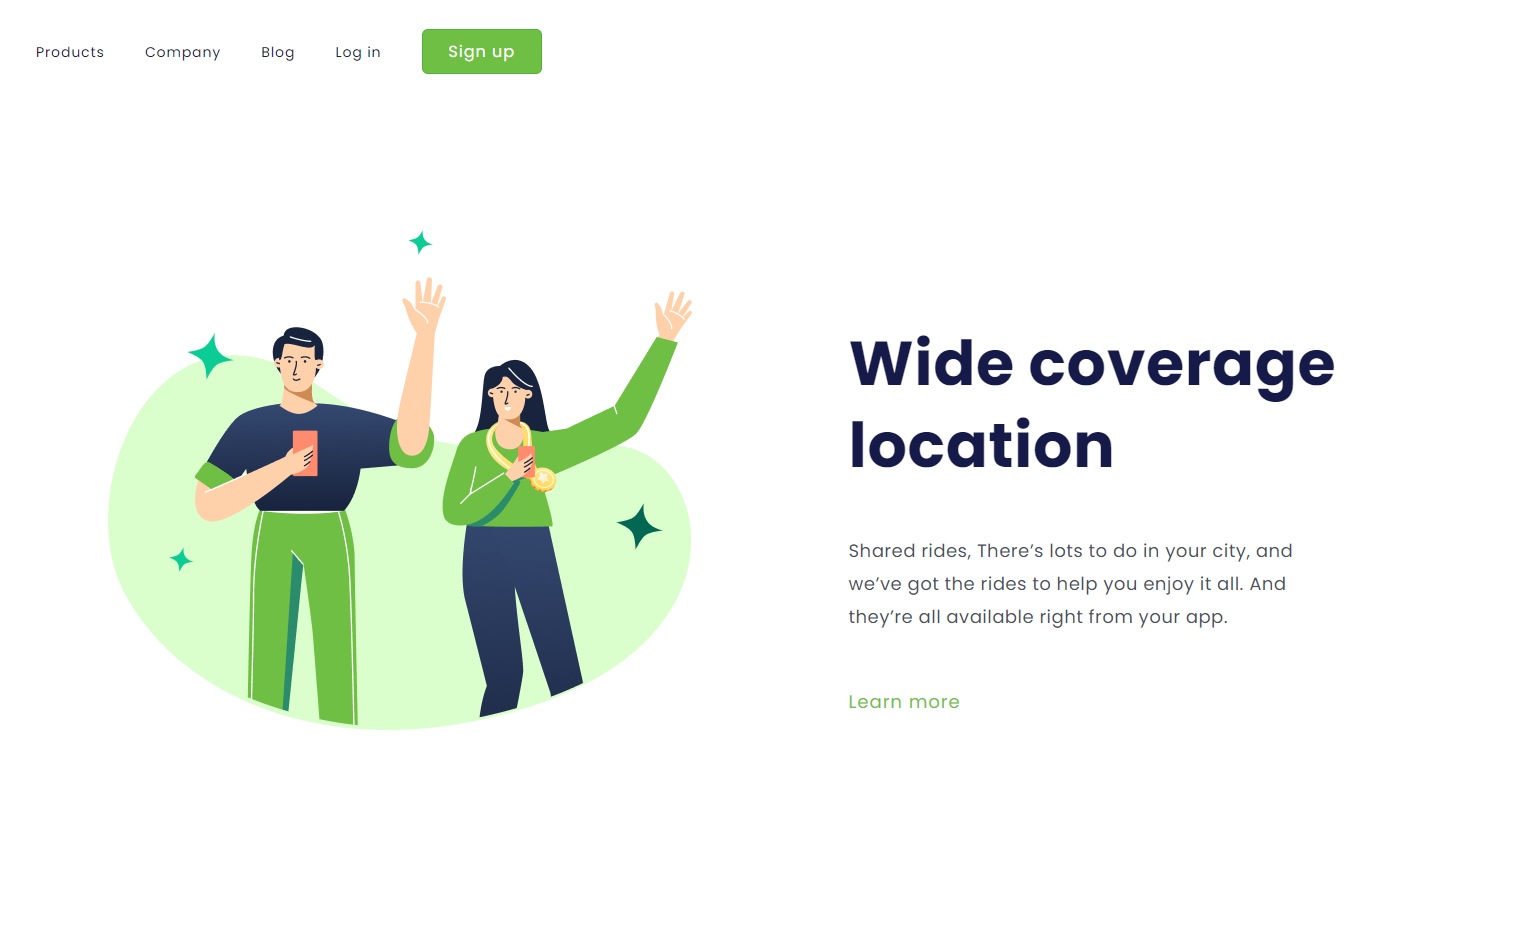 Products Company Blog Log in Sign up
Wide coverage
location
Shared rides, There’s lots to do in your city, and
we’ve got the rides to help you enjoy it all. And
they’re all available right from your app.
Learn more